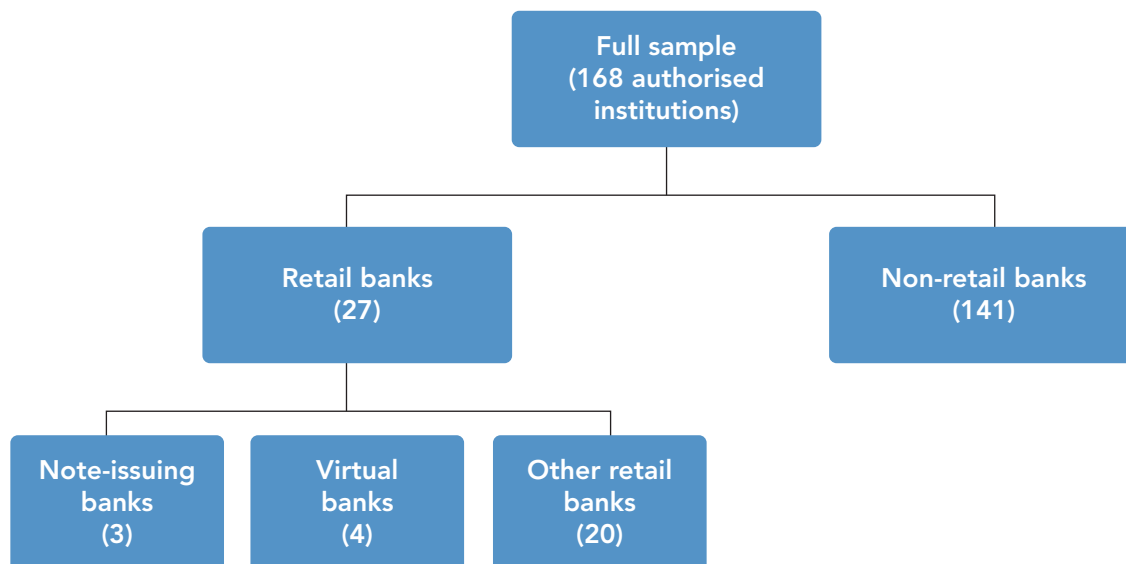 Full sample
(168 authorised
institutions)
Retail banks
(27)
Non-retail banks
(141)
Note-issuing
banks
(3)
Virtual
banks
(4)
Other retail
banks
(20)